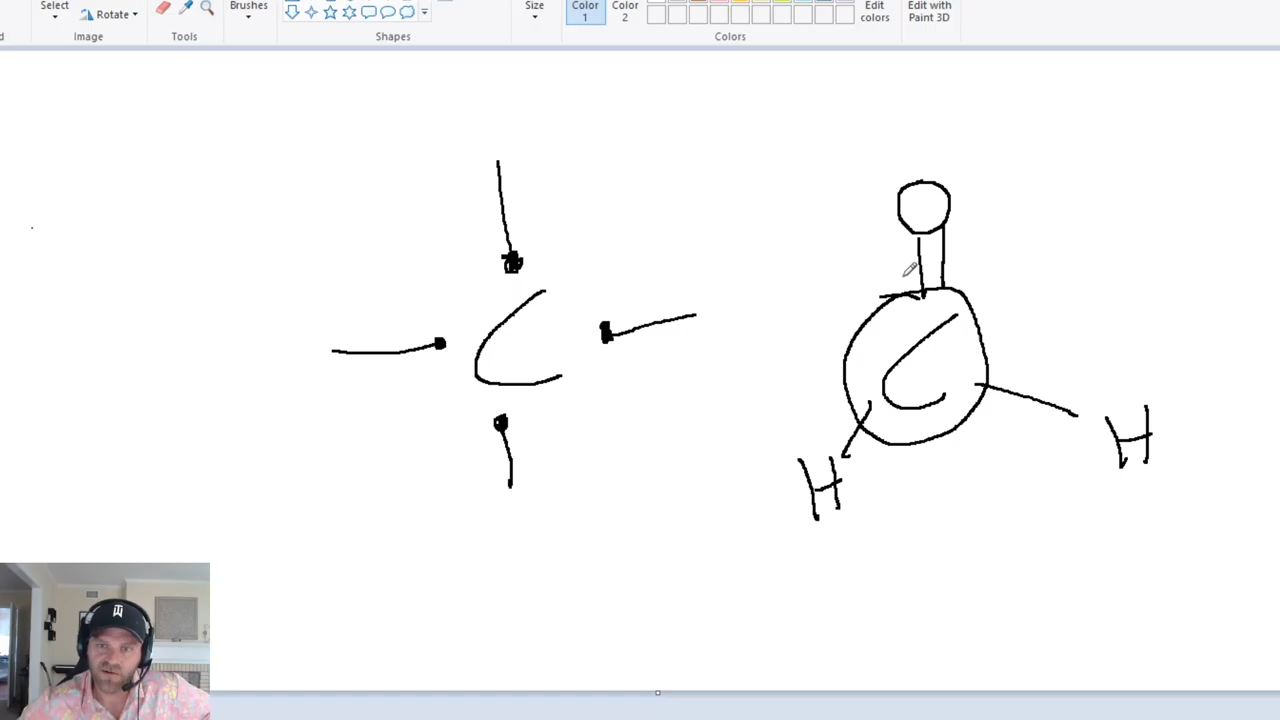 Select
Rotate
Image
Tools
Brushes
Shapes
Size
Color
1
Color
2
Colors
Edit
colors
Edit with
Paint 3D
C
O
C
H
H